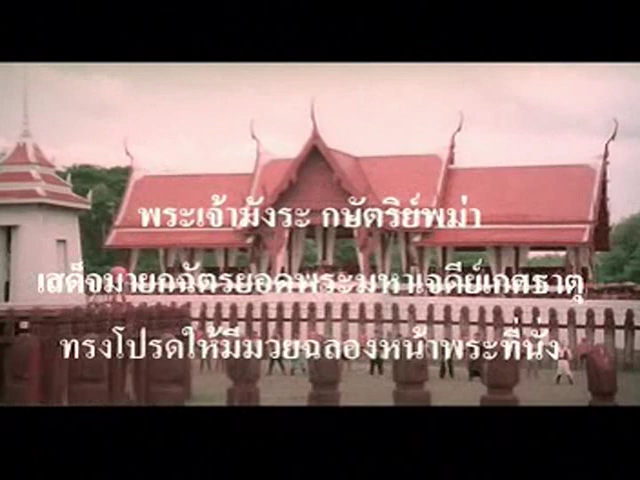 พระเจ้ามังระ กษัตริย์พม่า
เสด็จมายกฉัตรยอดพระมหาเจดีย์เกศธาตุ
ทรงโปรดให้มีมวยฉลองหน้าพระที่นั่ง